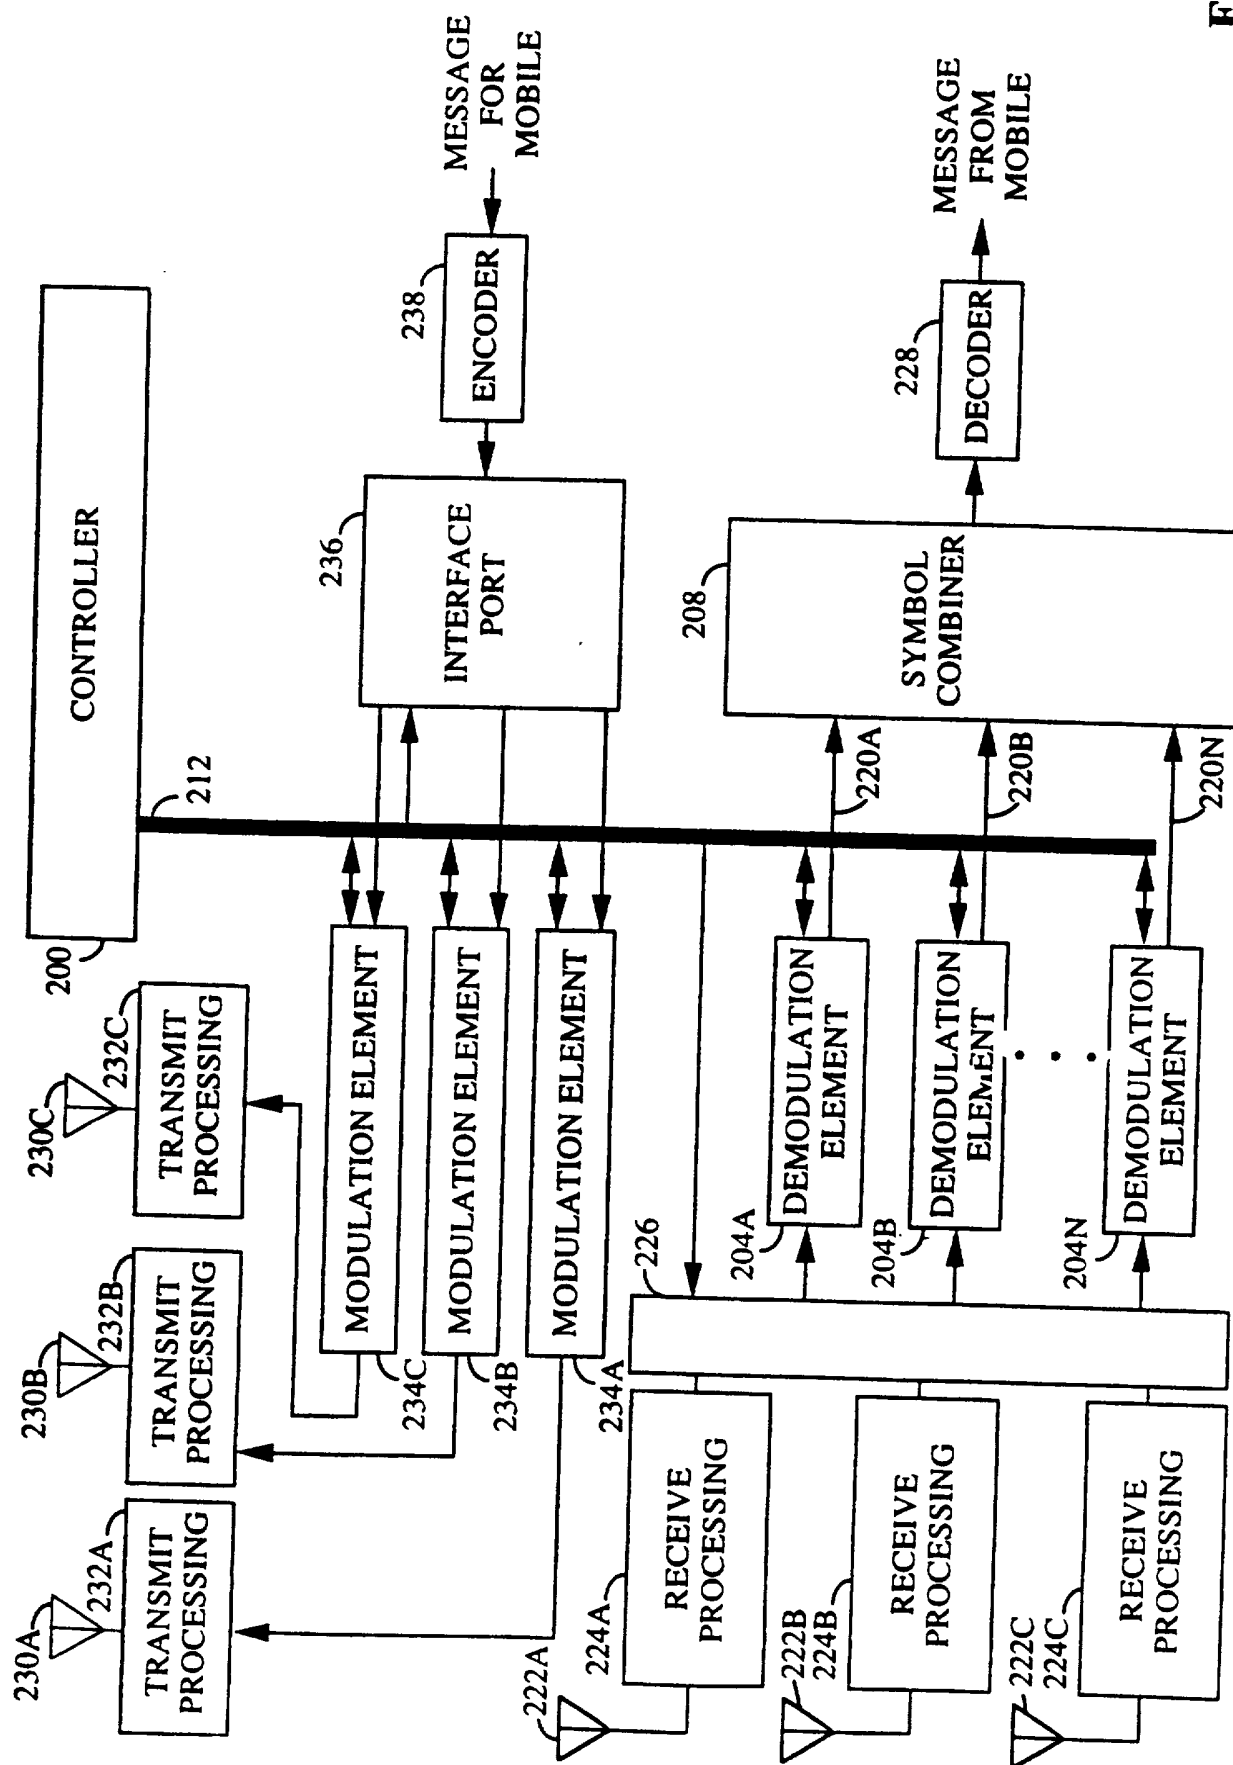 230A
232A
TRANSMIT
PROCESSING
230B
232B
TRANSMIT
PROCESSING
230C
232C
TRANSMIT
PROCESSING
200
CONTROLLER
212
MODULATION ELEMENT
234C
MODULATION ELEMENT
234B
MODULATION ELEMENT
234A
236
INTERFACE
PORT
238
ENCODER
MESSAGE
FOR
MOBILE
222A
224A
RECEIVE
PROCESSING
226
204A
DEMODULATION
ELEMENT
220A
208
SYMBOL
COMBINER
228
DECODER
MESSAGE
FROM
MOBILE
222B
224B
RECEIVE
PROCESSING
204B
DEMODULATION
ELEMENT
220B
222C
224C
RECEIVE
PROCESSING
204N
DEMODULATION
ELEMENT
220N